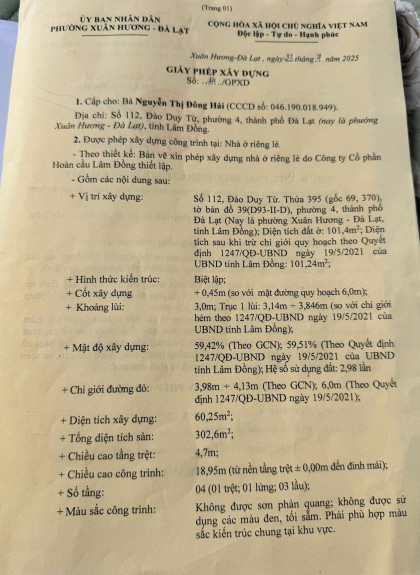 (Trang 01)
ỦY BAN NHÂN DÂN
PHƯỜNG XUÂN HƯƠNG - ĐÀ LẠT
CỘNG HÒA XÃ HỘI CHỦ NGHĨA VIỆT NAM
Độc lập - Tự do - Hạnh phúc
Xuân Hương-Đà Lạt, ngày tháng năm 2025
GIẤY PHÉP XÂY DỰNG
Số: /GPXD
1. Cấp cho: Bà Nguyễn Thị Đông Hải (CCCD số: 046.190.018.949).
Địa chỉ: Số 112, Đào Duy Từ, phường 4, thành phố Đà Lạt (nay là phường
Xuân Hương - Đà Lạt), tỉnh Lâm Đồng.
2. Được phép xây dựng công trình tại: Nhà ở riêng lẻ.
- Theo thiết kế: Bản vẽ xin phép xây dựng nhà ở riêng lẻ do Công ty Cổ phần
Hoàn cầu Lâm Đồng thiết lập.
- Gồm các nội dung sau:
+ Vị trí xây dựng: Số 112, Đào Duy Từ. Thửa 395 (gốc 69, 370),
tờ bản đồ 39(D93-II-D), phường 4, thành phố
Đà Lạt (Nay là phường Xuân Hương - Đà Lạt,
tỉnh Lâm Đồng); Diện tích đất ở: 101,4m²; Diện
tích sau khi trừ chỉ giới quy hoạch theo Quyết
định 1247/QĐ-UBND ngày 19/5/2021 của
UBND tỉnh Lâm Đồng: 101,24m²;
+ Hình thức kiến trúc: Biệt lập;
+ Cốt xây dựng + 0,45m (so với mặt đường quy hoạch 6,0m);
+ Khoảng lùi: 3,0m; Trục 1 lùi: 3,14m ÷ 3,846m (so với chỉ giới
hẻm theo 1247/QĐ-UBND ngày 19/5/2021 của
UBND tỉnh Lâm Đồng);
+ Mật độ xây dựng: 59,42% (Theo GCN); 59,51% (Theo Quyết định
1247/QĐ-UBND ngày 19/5/2021 của UBND
tỉnh Lâm Đồng); Hệ số sử dụng đất: 2,98 lần
+ Chỉ giới đường đỏ: 3,98m ÷ 4,13m (Theo GCN); 6,0m (Theo Quyết
định 1247/QĐ-UBND ngày 19/5/2021);
+ Diện tích xây dựng: 60,25m²;
+ Tổng diện tích sàn: 302,6m²;
+ Chiều cao tầng trệt: 4,7m;
+ Chiều cao công trình: 18,95m (từ nền tầng trệt ± 0,00m đến đỉnh mái);
+ Số tầng: 04 (01 trệt; 01 lửng; 03 lầu);
+ Màu sắc công trình: Không được sơn phản quang; không được sử
dụng các màu đen, tối sẫm. Phải phù hợp màu
sắc kiến trúc chung tại khu vực.